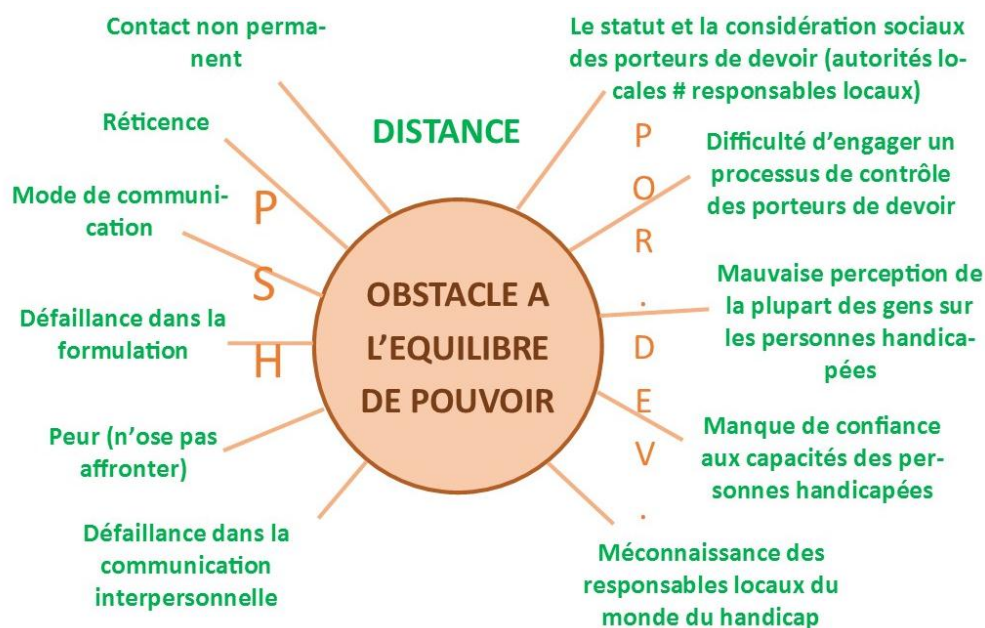 Contact non perma-
nent
Réticence
Mode de communi-
cation
Défaillance dans la
formulation
Peur (n’ose pas
affronter)
Défaillance dans la
communication
interpersonnelle
P
S
H
DISTANCE
OBSTACLE A
L’EQUILIBRE
DE POUVOIR
P
O
R
.
D
E
V
.
Le statut et la considération sociaux
des porteurs de devoir (autorités lo-
cales # responsables locaux)
Difficulté d’engager un
processus de contrôle
des porteurs de devoir
Mauvaise perception de
la plupart des gens sur
les personnes handica-
pées
Manque de confiance
aux capacités des per-
sonnes handicapées
Méconnaissance des
responsables locaux du
monde du handicap